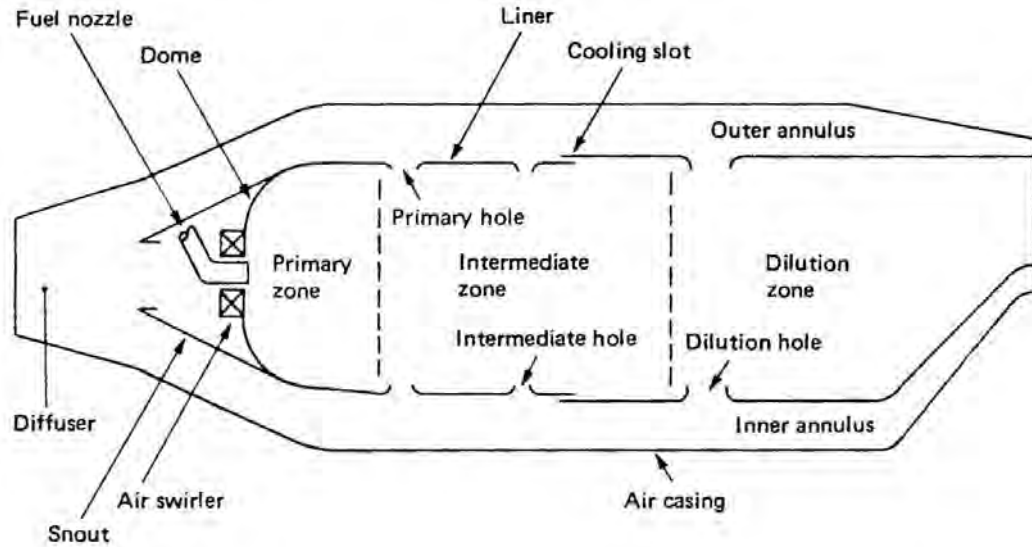 Fuel nozzle
Liner
Dome
Cooling slot
Outer annulus
Primary hole
Primary
zone
Intermediate
zone
Dilution
zone
Intermediate hole
Dilution hole
Diffuser
Inner annulus
Air swirler
Air casing
Snout